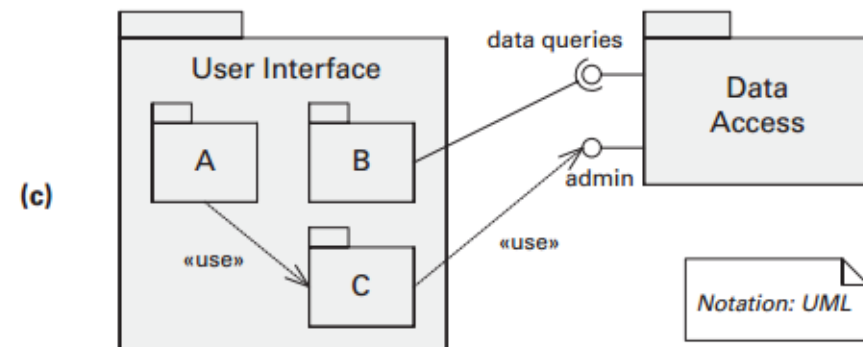 (c)
User Interface
A
B
C
«use»
data queries
admin
«use»
Data
Access
Notation: UML